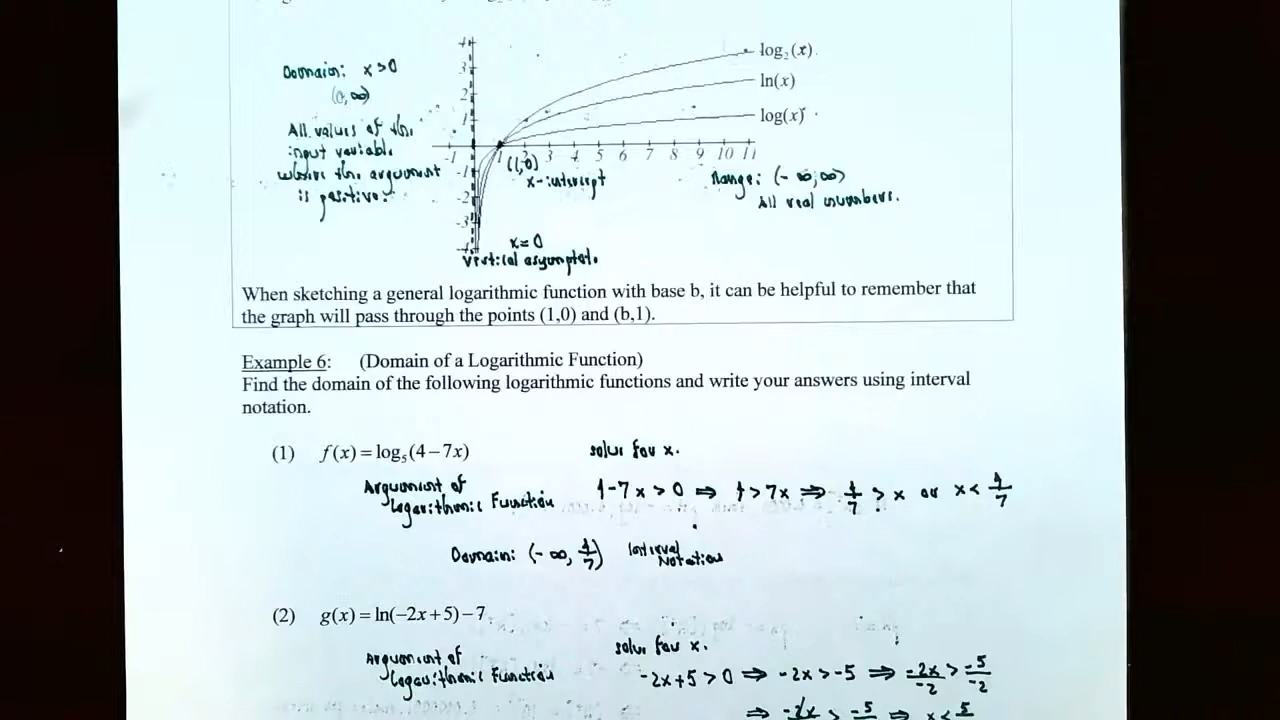 Domain: x > 0
(0, ∞)
All values of the
input variable
where the argument
is positive.
4
3
2
1
-1
-2
-3
-4
-1 1 2 3 4 5 6 7 8 9 10 11
log₂(x)
ln(x)
log(x)
(1,0)
x-intercept
Range: (-∞, ∞)
All real numbers.
x = 0
Vertical asymptote
When sketching a general logarithmic function with base b, it can be helpful to remember that
the graph will pass through the points (1,0) and (b,1).
Example 6: (Domain of a Logarithmic Function)
Find the domain of the following logarithmic functions and write your answers using interval
notation.
(1) f(x) = log₅(4 − 7x) solve for x.
Argument of
Logarithmic Function
4-7x > 0 ⇒ 4 > 7x ⇒ 4/7 > x or x < 4/7
Domain: (-∞, 4/7) Interval
Notation
(2) g(x) = ln(−2x + 5) − 7
solve for x.
Argument of
Logarithmic Function
-2x+5 > 0 ⇒ -2x > -5 ⇒ -2x/-2 > -5/-2